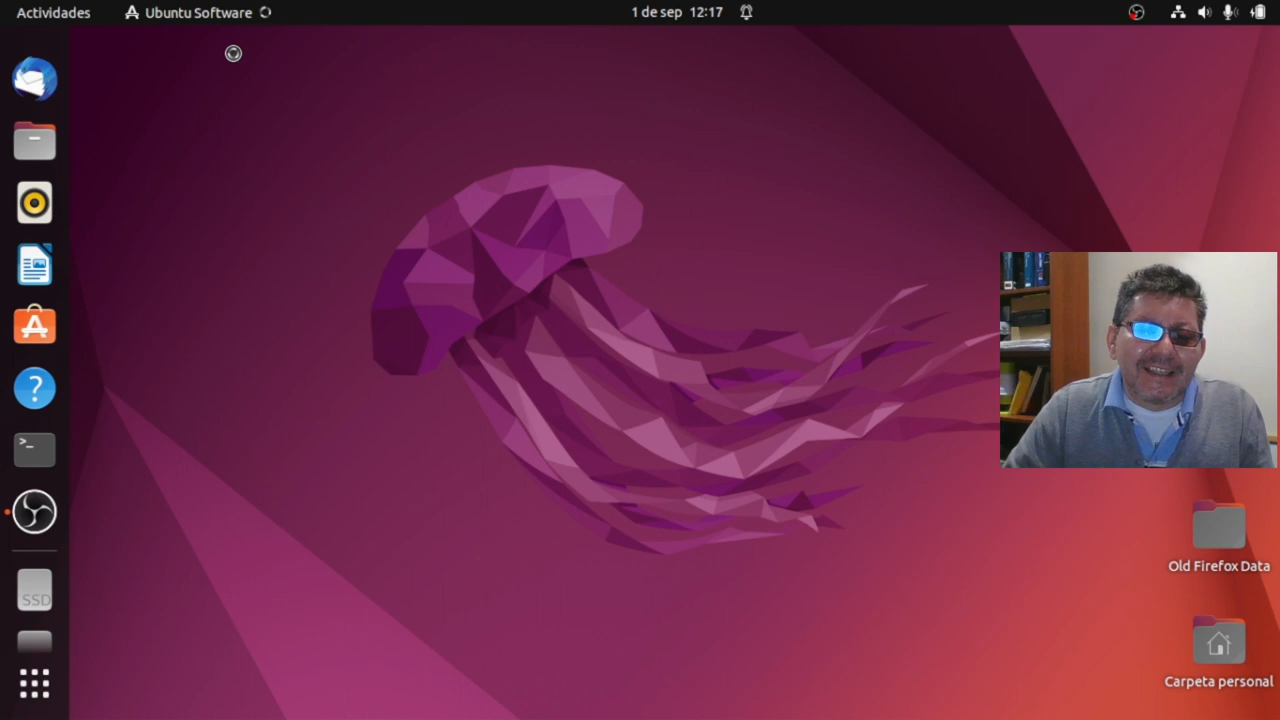 Actividades
Ubuntu Software
1 de sep 12:17
>_
?
SSD
Old Firefox Data
Carpeta personal